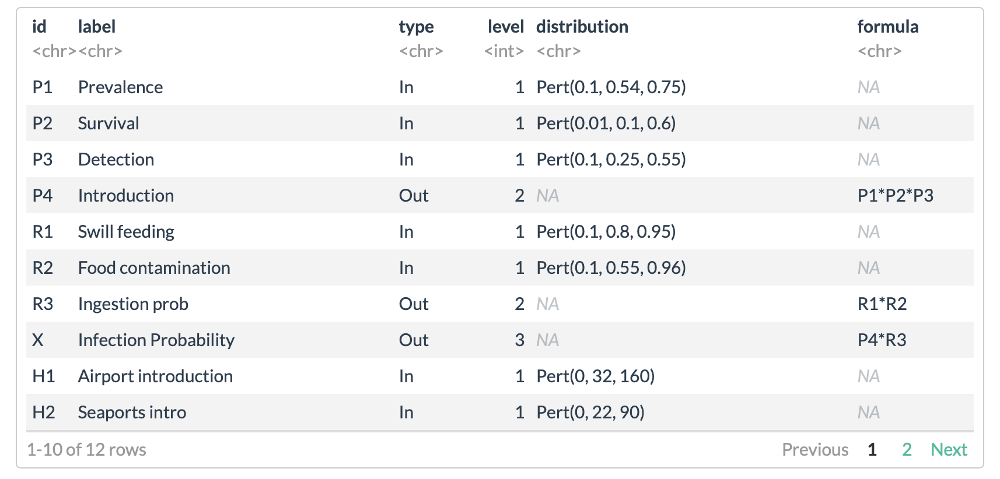 id label type level distribution formula
<chr> <chr> <chr> <int> <chr> <chr>
P1 Prevalence In 1 Pert(0.1, 0.54, 0.75) NA
P2 Survival In 1 Pert(0.01, 0.1, 0.6) NA
P3 Detection In 1 Pert(0.1, 0.25, 0.55) NA
P4 Introduction Out 2 NA P1*P2*P3
R1 Swill feeding In 1 Pert(0.1, 0.8, 0.95) NA
R2 Food contamination In 1 Pert(0.1, 0.55, 0.96) NA
R3 Ingestion prob Out 2 NA R1*R2
X Infection Probability Out 3 NA P4*R3
H1 Airport introduction In 1 Pert(0, 32, 160) NA
H2 Seaports intro In 1 Pert(0, 22, 90) NA
1-10 of 12 rows Previous 1 2 Next